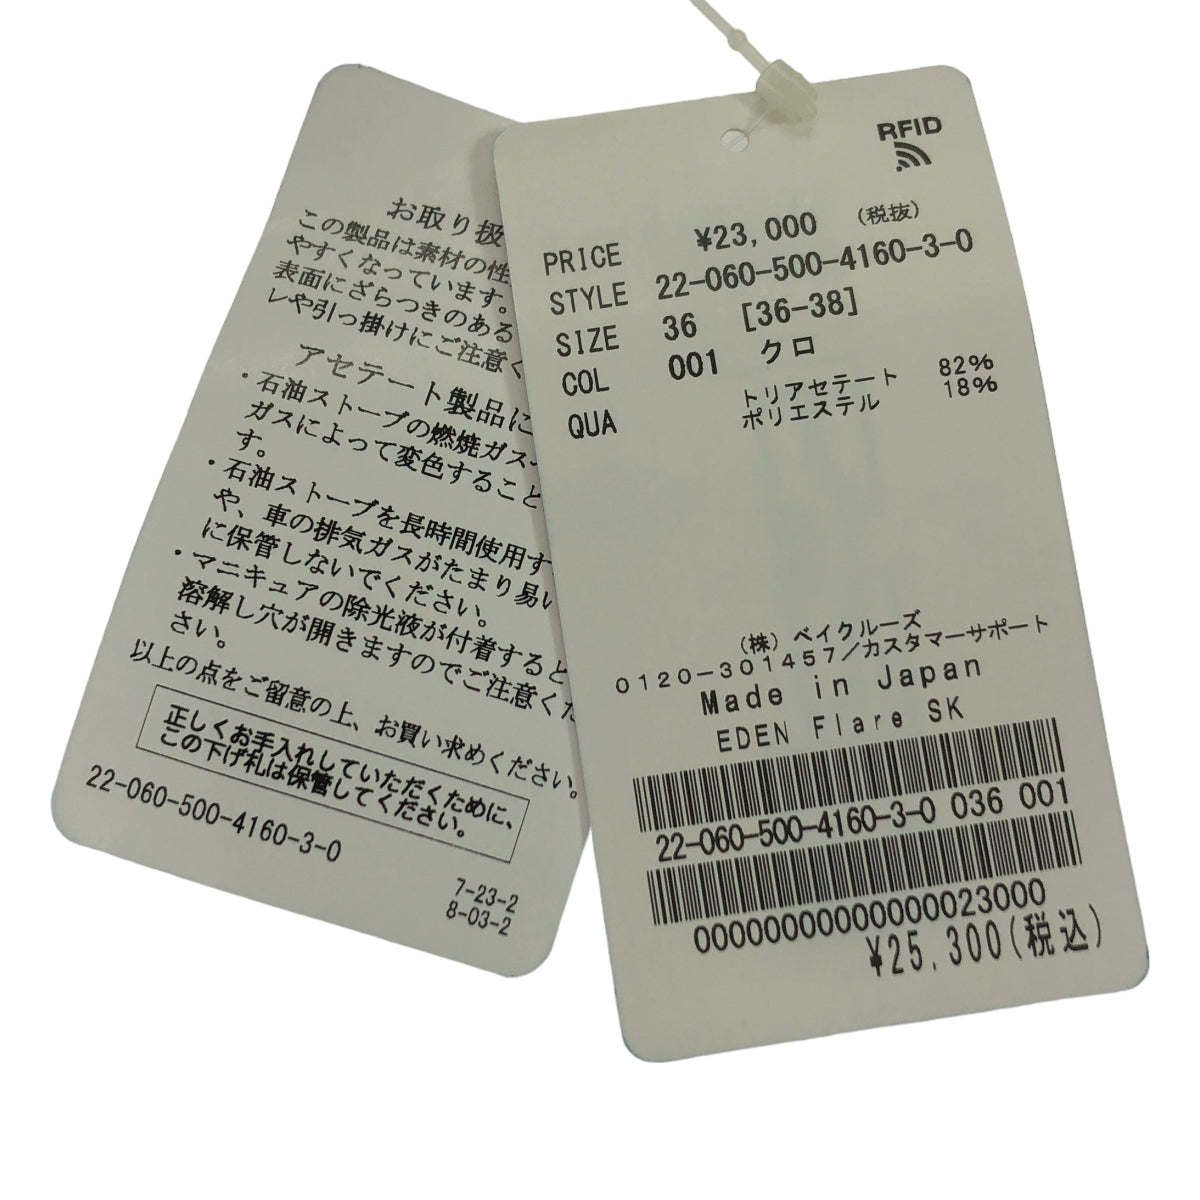 お取り扱
この製品は素材の性
やすくなっています。
表面にざらつきのある
レや引っ掛けにご注意く
アセテート製品に
・石油ストーブの燃焼ガス
ガスによって変色すること
す。
・石油ストーブを長時間使用す
や、車の排気ガスがたまり易い
に保管しないでください。
・マニキュアの除光液が付着すると
溶解し穴が開きますのでご注意くだ
さい。
以上の点をご留意の上、お買い求めください。
正しくお手入れしていただくために、
この下げ札は保管してください。
22-060-500-4160-3-0
7-23-2
8-03-2
RFID
PRICE ¥23,000 (税抜)
STYLE 22-060-500-4160-3-0
SIZE 36 [36-38]
COL 001 クロ
QUA トリアセテート 82%
ポリエステル 18%
(株)ベイクルーズ
0120-301457/カスタマーサポート
Made in Japan
EDEN Flare SK
22-060-500-4160-3-0 036 001
00000000000000023000
¥25,300(税込)